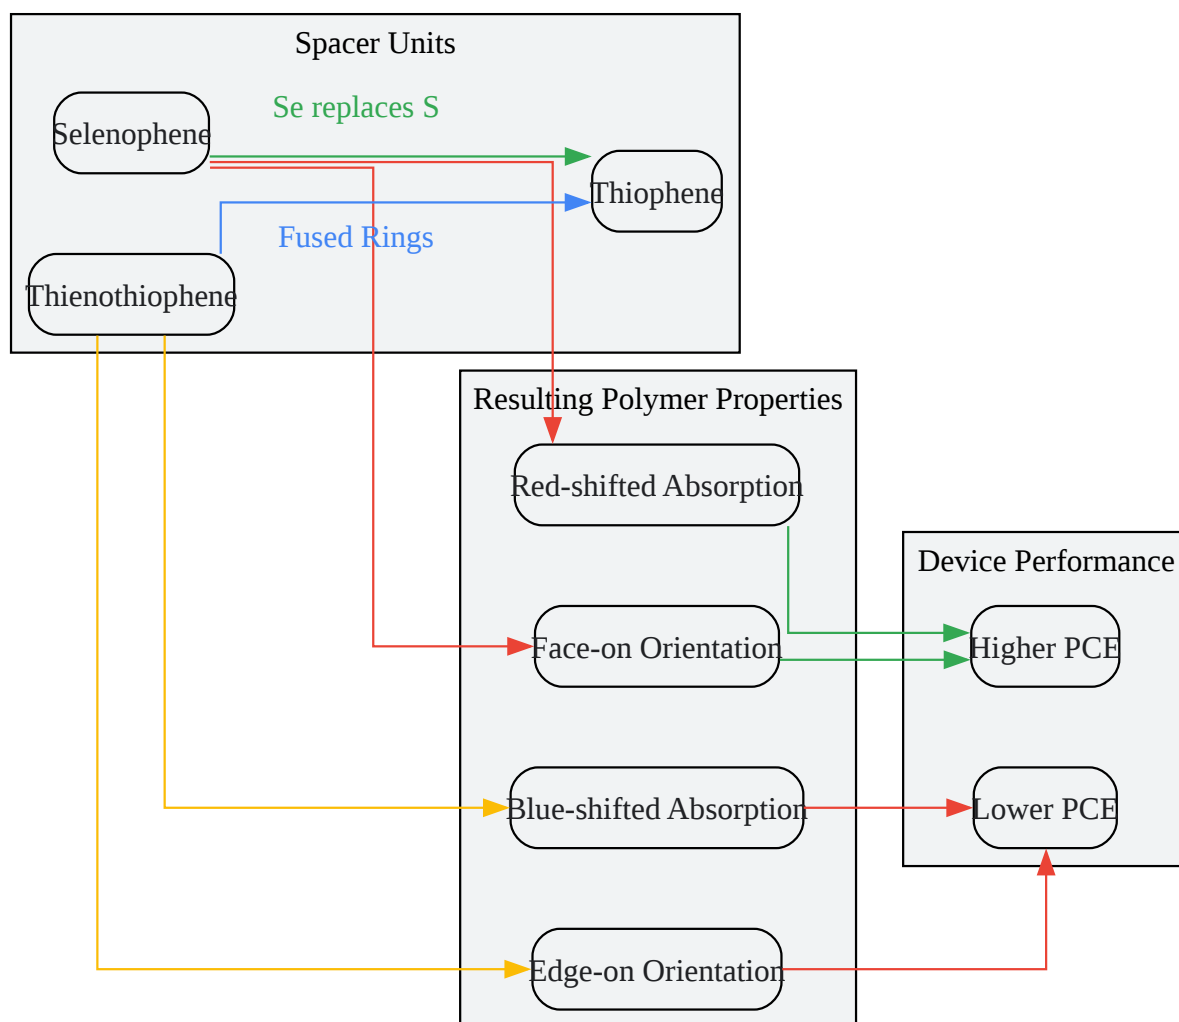 Spacer Units
Se replaces S
Selenophene
Thiophene
Fused Rings
Thienothiophene
Resulting Polymer Properties
Red-shifted Absorption
Device Performance
Face-on Orientation
Higher PCE
Blue-shifted Absorption
Lower PCE
Edge-on Orientation